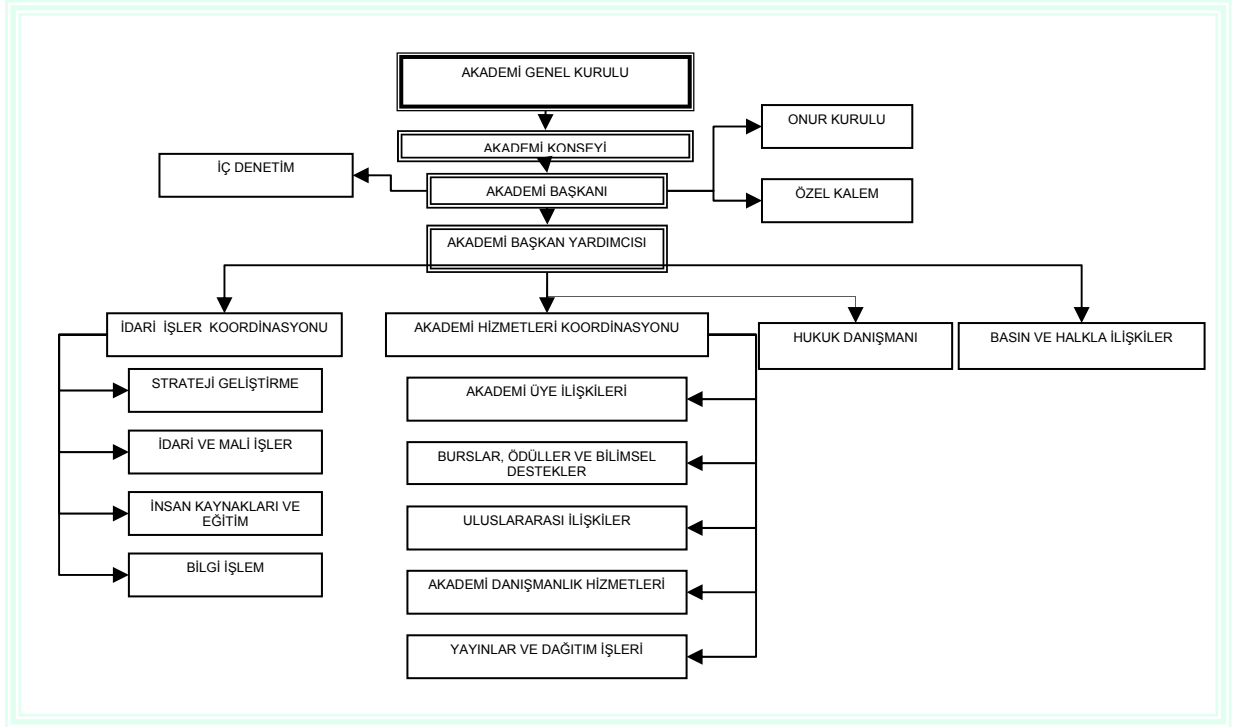 AKADEMİ GENEL KURULU
ONUR KURULU
AKADEMİ KONSEYİ
İÇ DENETİM
AKADEMİ BAŞKANI
ÖZEL KALEM
AKADEMİ BAŞKAN YARDIMCISI
İDARİ İŞLER KOORDİNASYONU
AKADEMİ HİZMETLERİ KOORDİNASYONU
HUKUK DANIŞMANI
BASIN VE HALKLA İLİŞKİLER
STRATEJİ GELİŞTİRME
İDARİ VE MALİ İŞLER
İNSAN KAYNAKLARI VE
EĞİTİM
BİLGİ İŞLEM
AKADEMİ ÜYE İLİŞKİLERİ
BURSLAR, ÖDÜLLER VE BİLİMSEL
DESTEKLER
ULUSLARARASI İLİŞKİLER
AKADEMİ DANIŞMANLIK HİZMETLERİ
YAYINLAR VE DAĞITIM İŞLERİ